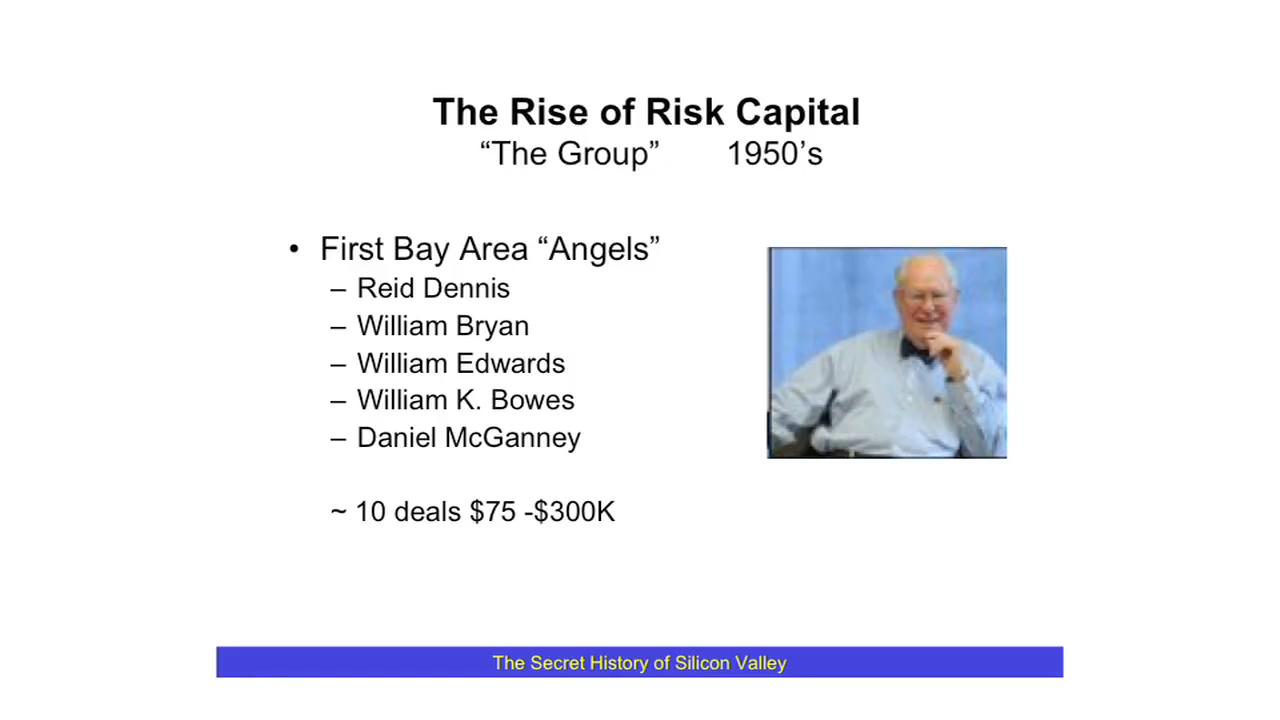 The Rise of Risk Capital
“The Group” 1950’s
• First Bay Area “Angels”
– Reid Dennis
– William Bryan
– William Edwards
– William K. Bowes
– Daniel McGanney
~ 10 deals $75 -$300K
The Secret History of Silicon Valley